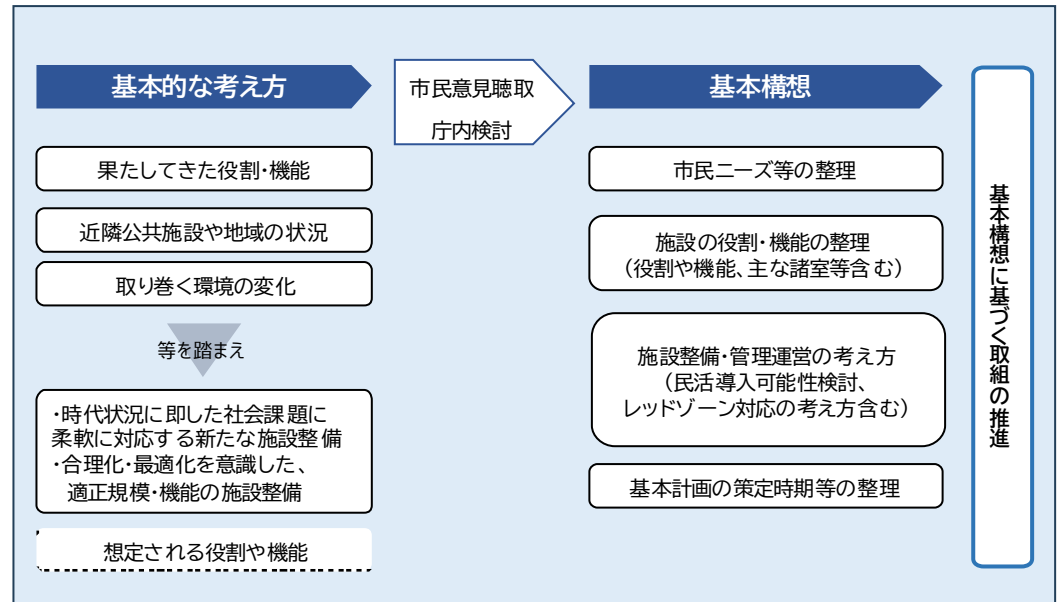 基本的な考え方
果たしてきた役割・機能
近隣公共施設や地域の状況
取り巻く環境の変化
等を踏まえ
・時代状況に即した社会課題に
柔軟に対応する新たな施設整備
・合理化・最適化を意識した、
適正規模・機能の施設整備
想定される役割や機能
市民意見聴取
庁内検討
基本構想
市民ニーズ等の整理
施設の役割・機能の整理
（役割や機能、主な諸室等含む）
施設整備・管理運営の考え方
（民活導入可能性検討、
レッドゾーン対応の考え方含む）
基本計画の策定時期等の整理
基本構想に基づく取組の推進